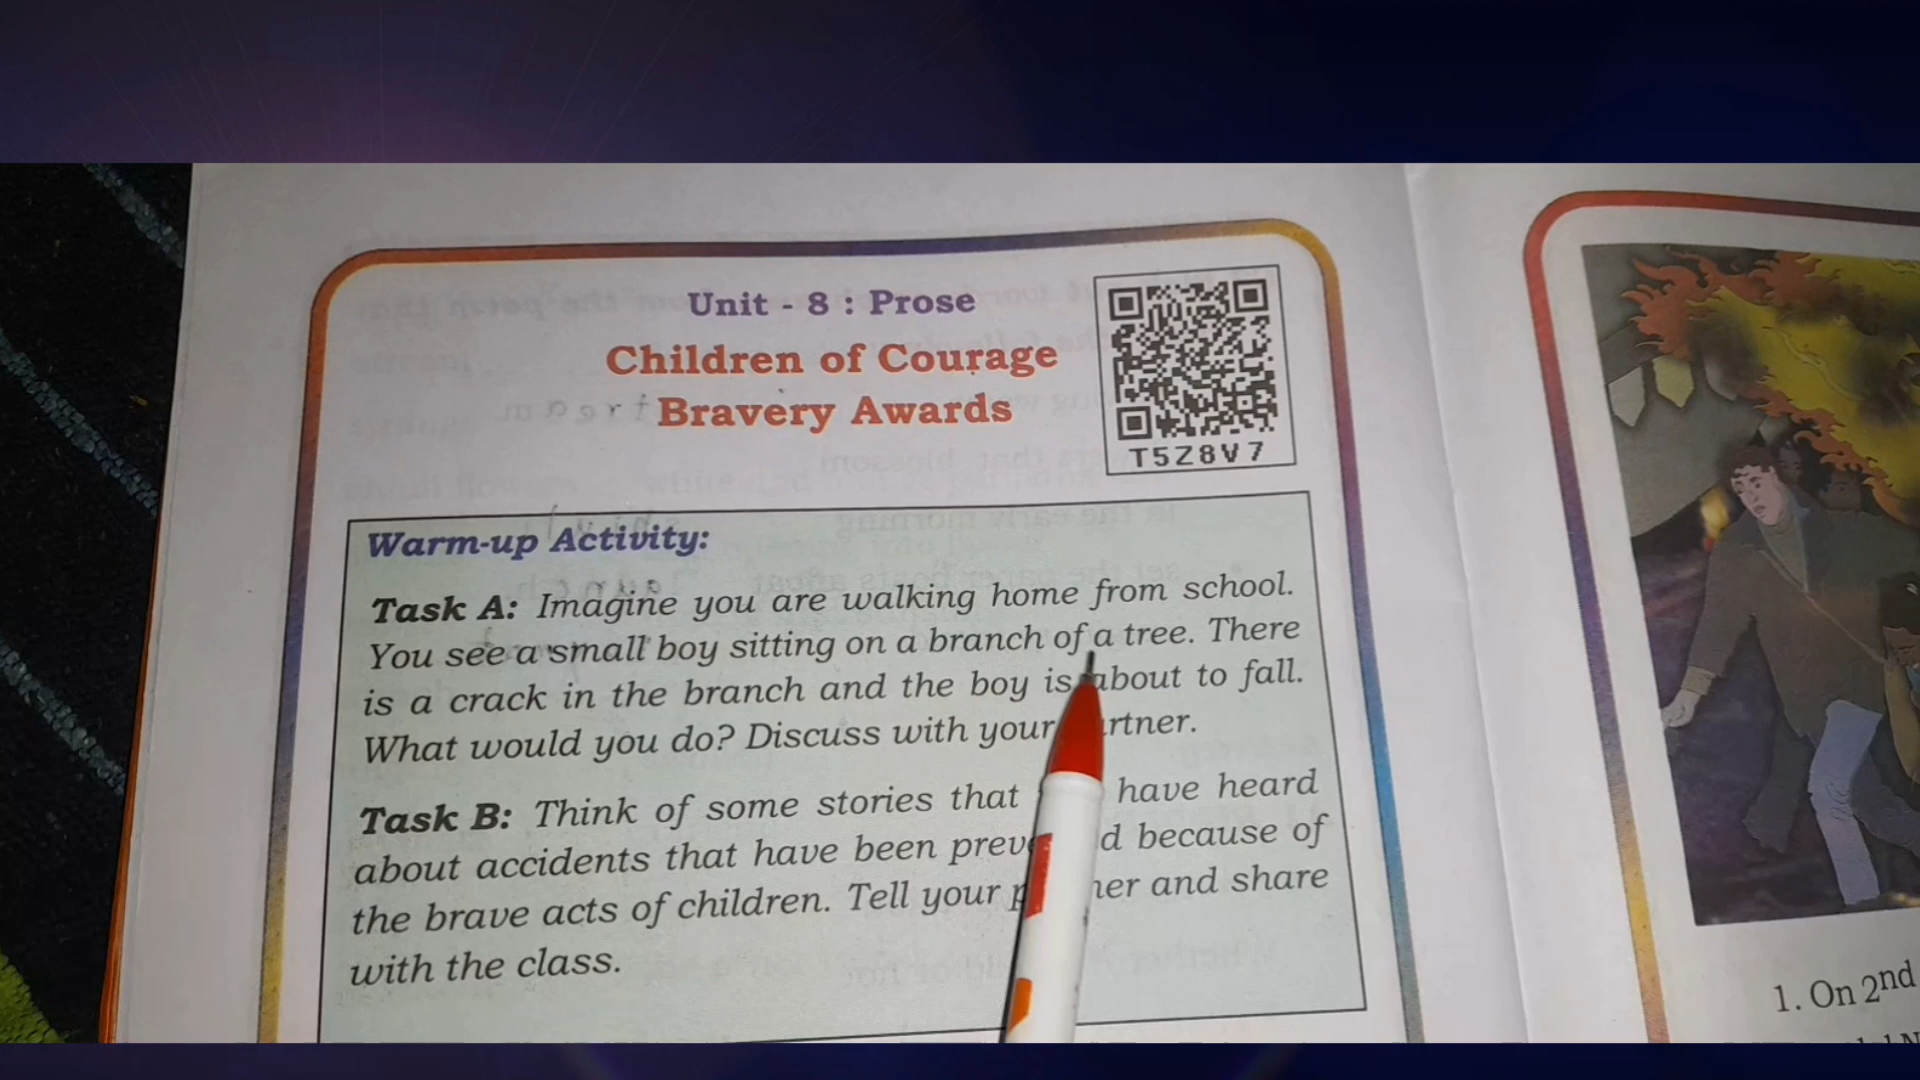 Unit - 8 : Prose
Children of Courage
Bravery Awards
T5Z8V7
Warm-up Activity:
Task A: Imagine you are walking home from school.
You see a small boy sitting on a branch of a tree. There
is a crack in the branch and the boy is about to fall.
What would you do? Discuss with your
Task B: Think of some stories that have heard
about accidents that have been because of
the brave acts of children. Tell your and share
with the class.
1. On 2nd